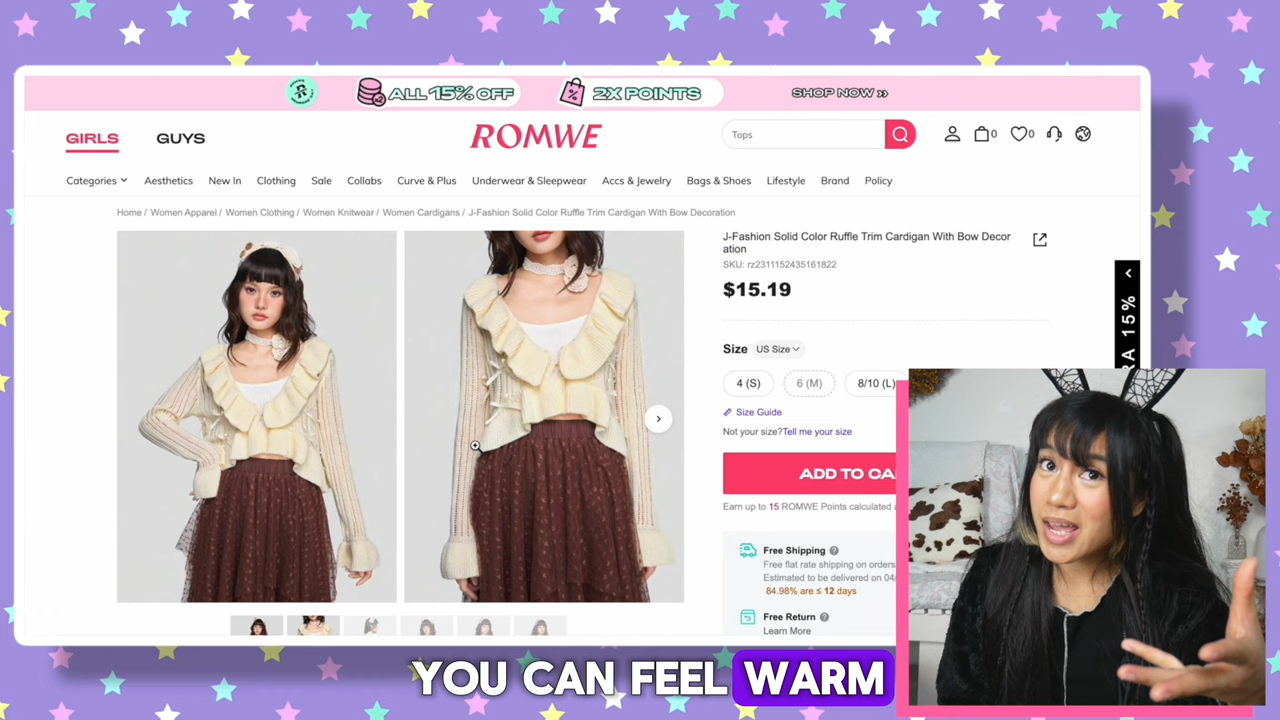 ALL 15% OFF
2X POINTS
SHOP NOW »
GIRLS
GUYS
ROMWE
Tops
0
0
Categories
Aesthetics
New In
Clothing
Sale
Collabs
Curve & Plus
Underwear & Sleepwear
Accs & Jewelry
Bags & Shoes
Lifestyle
Brand
Policy
Home / Women Apparel / Women Clothing / Women Knitwear / Women Cardigans / J-Fashion Solid Color Ruffle Trim Cardigan With Bow Decoration
J-Fashion Solid Color Ruffle Trim Cardigan With Bow Decor
ation
SKU: rz2311152435161822
$15.19
RA 15%
Size
US Size
4 (S)
6 (M)
8/10 (L)
Size Guide
Not your size?Tell me your size
ADD TO CA
Earn up to 15 ROMWE Points calculated
Free Shipping ?
Free flat rate shipping on orders
Estimated to be delivered on 04
84.98% are ≤ 12 days
Free Return ?
Learn More
YOU CAN FEEL WARM